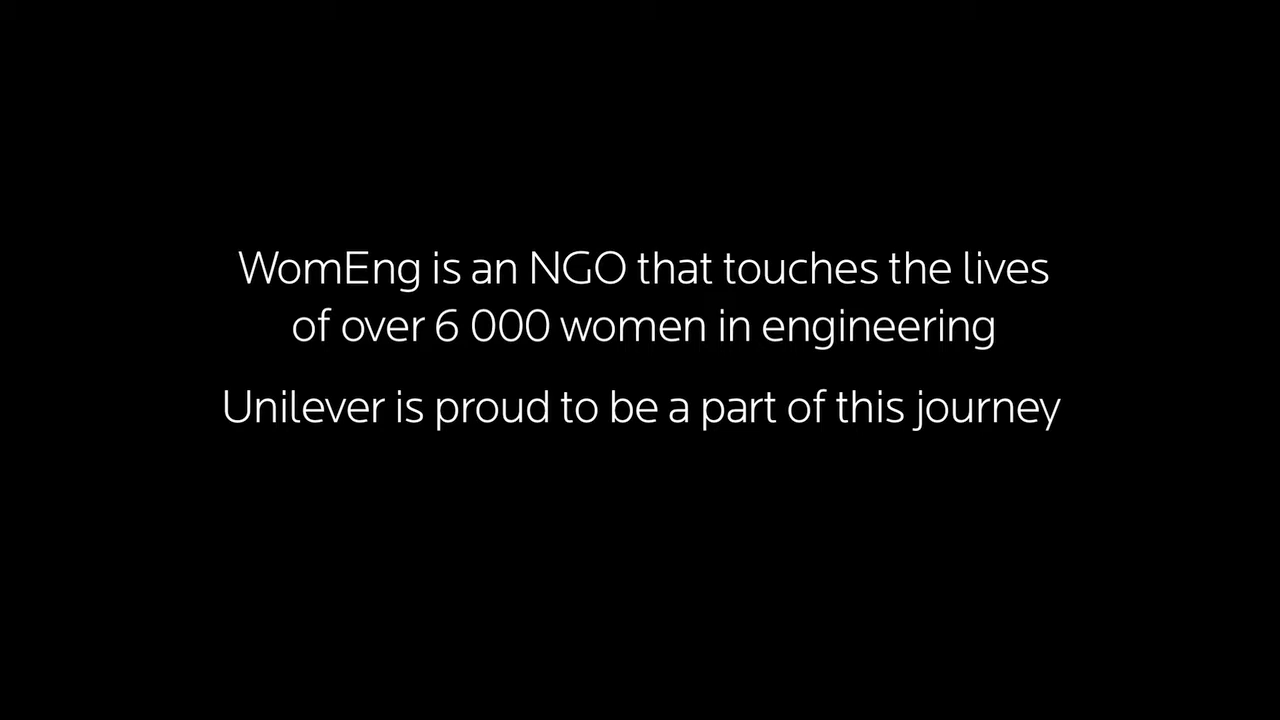 WomEng is an NGO that touches the lives
of over 6 000 women in engineering
Unilever is proud to be a part of this journey